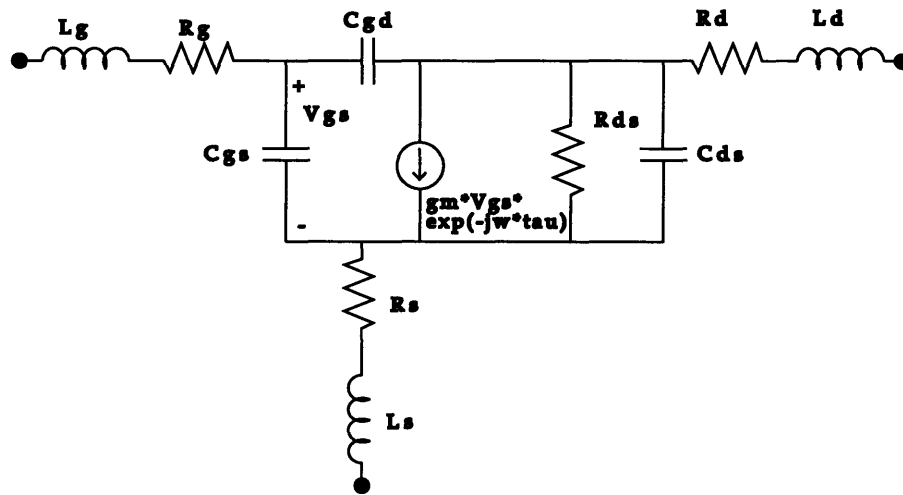 Lg
Rg
Cgd
Rd
Ld
+
Vgs
Rds
Cgs
Cds
gm*Vgs*
exp(-jw*tau)
-
Rs
Ls